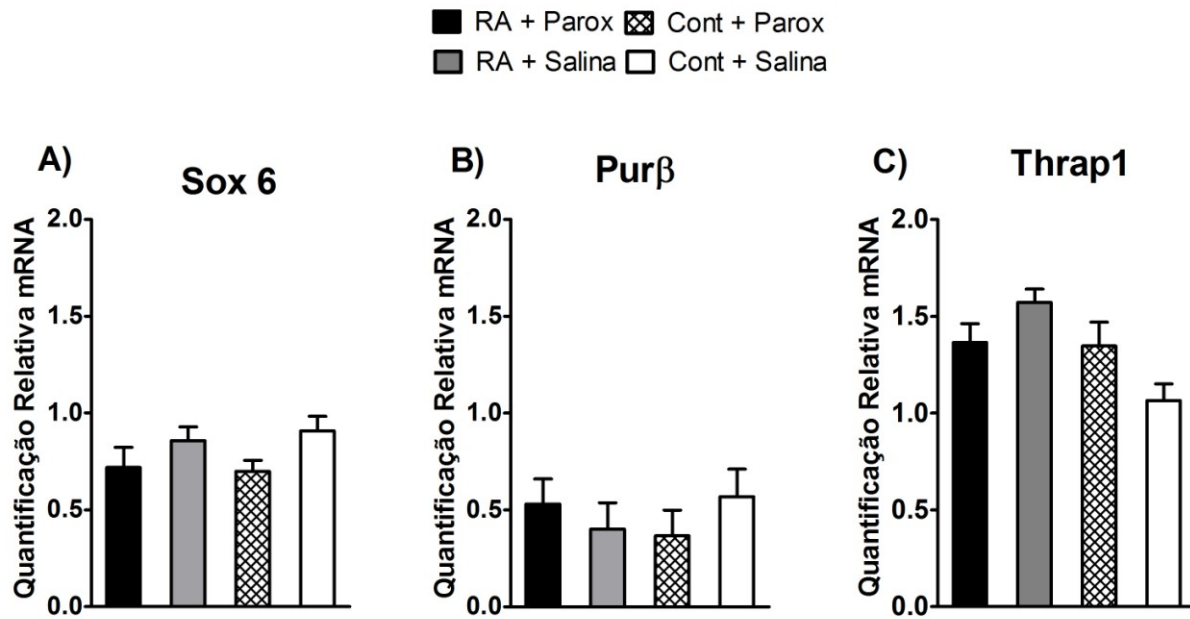 RA + Parox Cont + Parox
RA + Salina Cont + Salina
A) Sox 6
Quantificação Relativa mRNA
2.0
1.5
1.0
0.5
0.0
B) Purβ
Quantificação Relativa mRNA
2.0
1.5
1.0
0.5
0.0
C) Thrap1
Quantificação Relativa mRNA
2.0
1.5
1.0
0.5
0.0